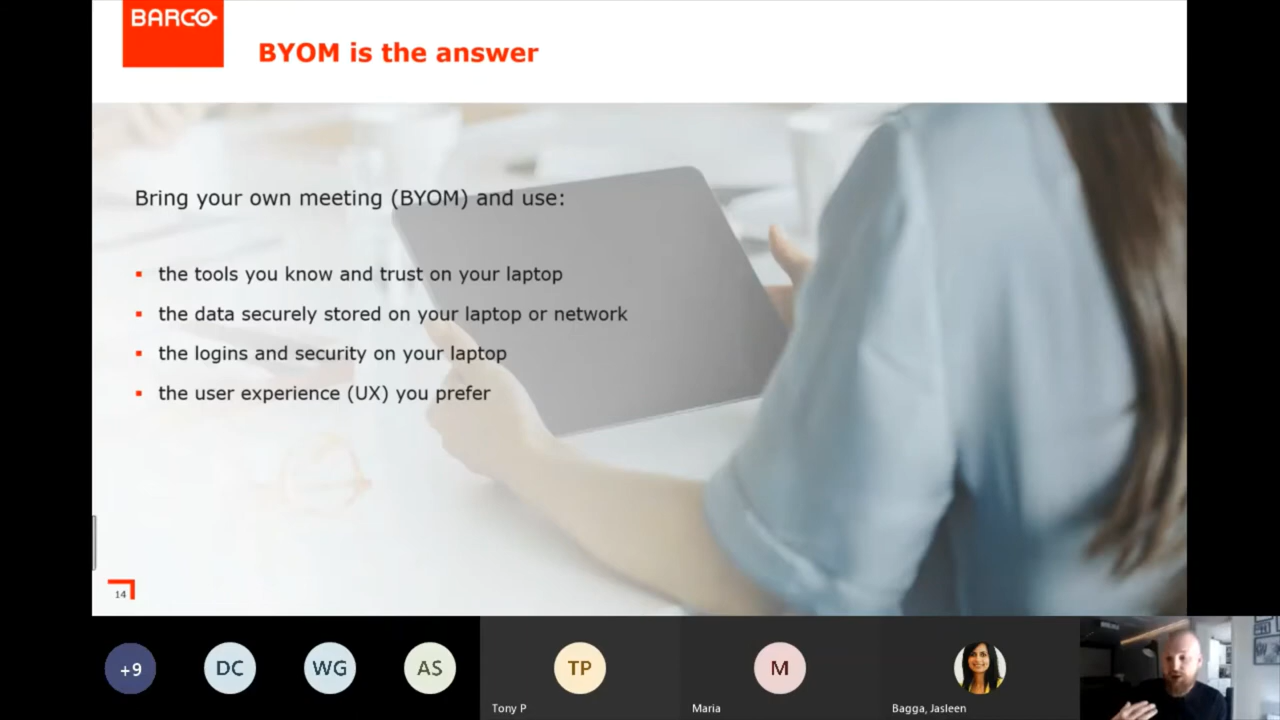 BARCO
BYOM is the answer
Bring your own meeting (BYOM) and use:
the tools you know and trust on your laptop
the data securely stored on your laptop or network
the logins and security on your laptop
the user experience (UX) you prefer
14
+9
DC
WG
AS
TP
M
Tony P
Maria
Bagga, Jasleen